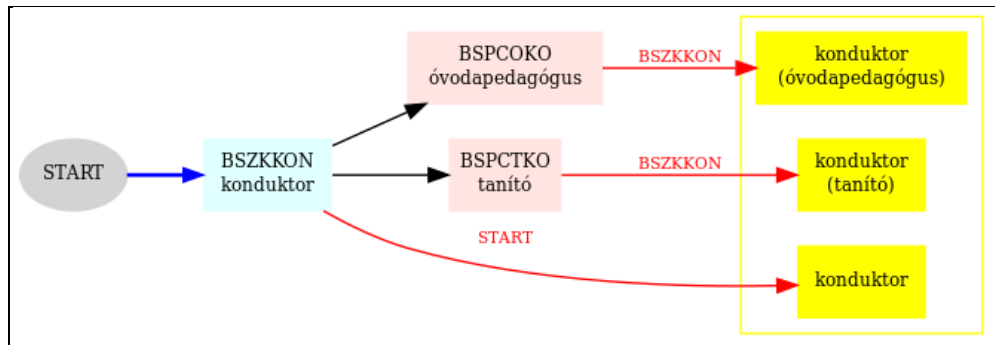 BSPCOKO
óvodapedagógus
BSZKKON
konduktor
(óvodapedagógus)
START
BSZKKON
konduktor
BSPCTKO
tanító
BSZKKON
konduktor
(tanító)
START
konduktor